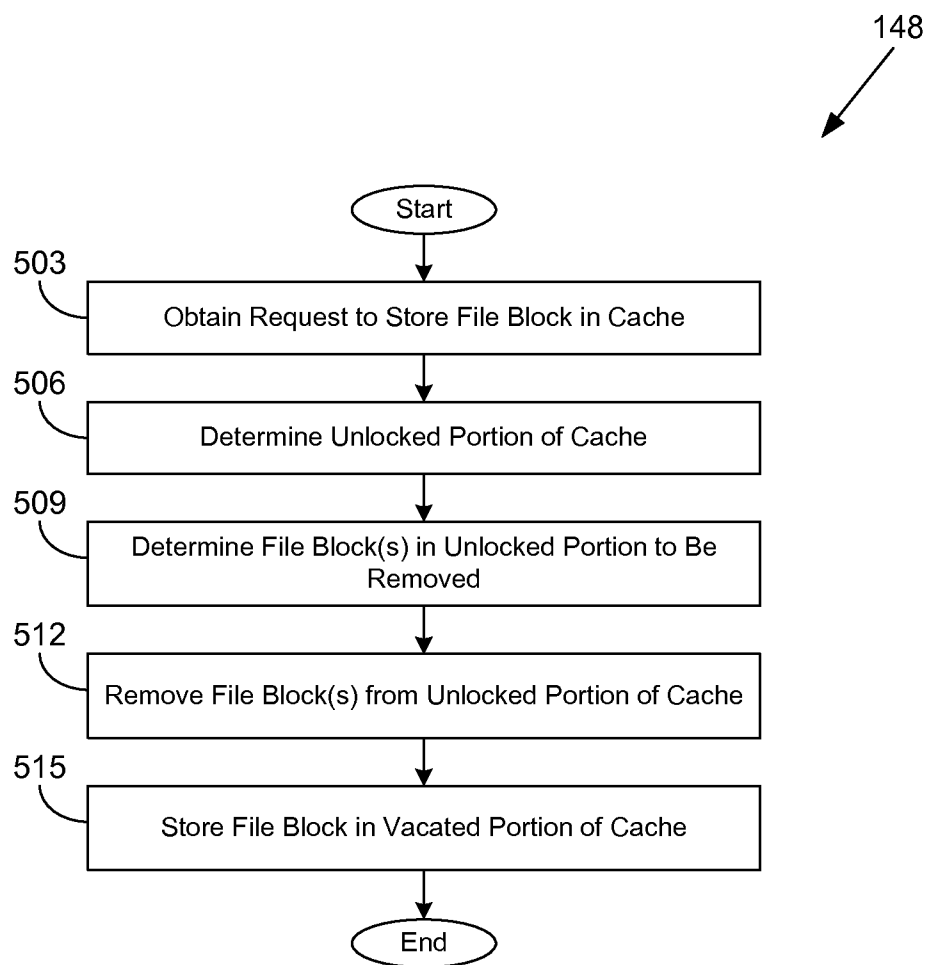 148
Start
503
Obtain Request to Store File Block in Cache
506
Determine Unlocked Portion of Cache
509
Determine File Block(s) in Unlocked Portion to Be
Removed
512
Remove File Block(s) from Unlocked Portion of Cache
515
Store File Block in Vacated Portion of Cache
End